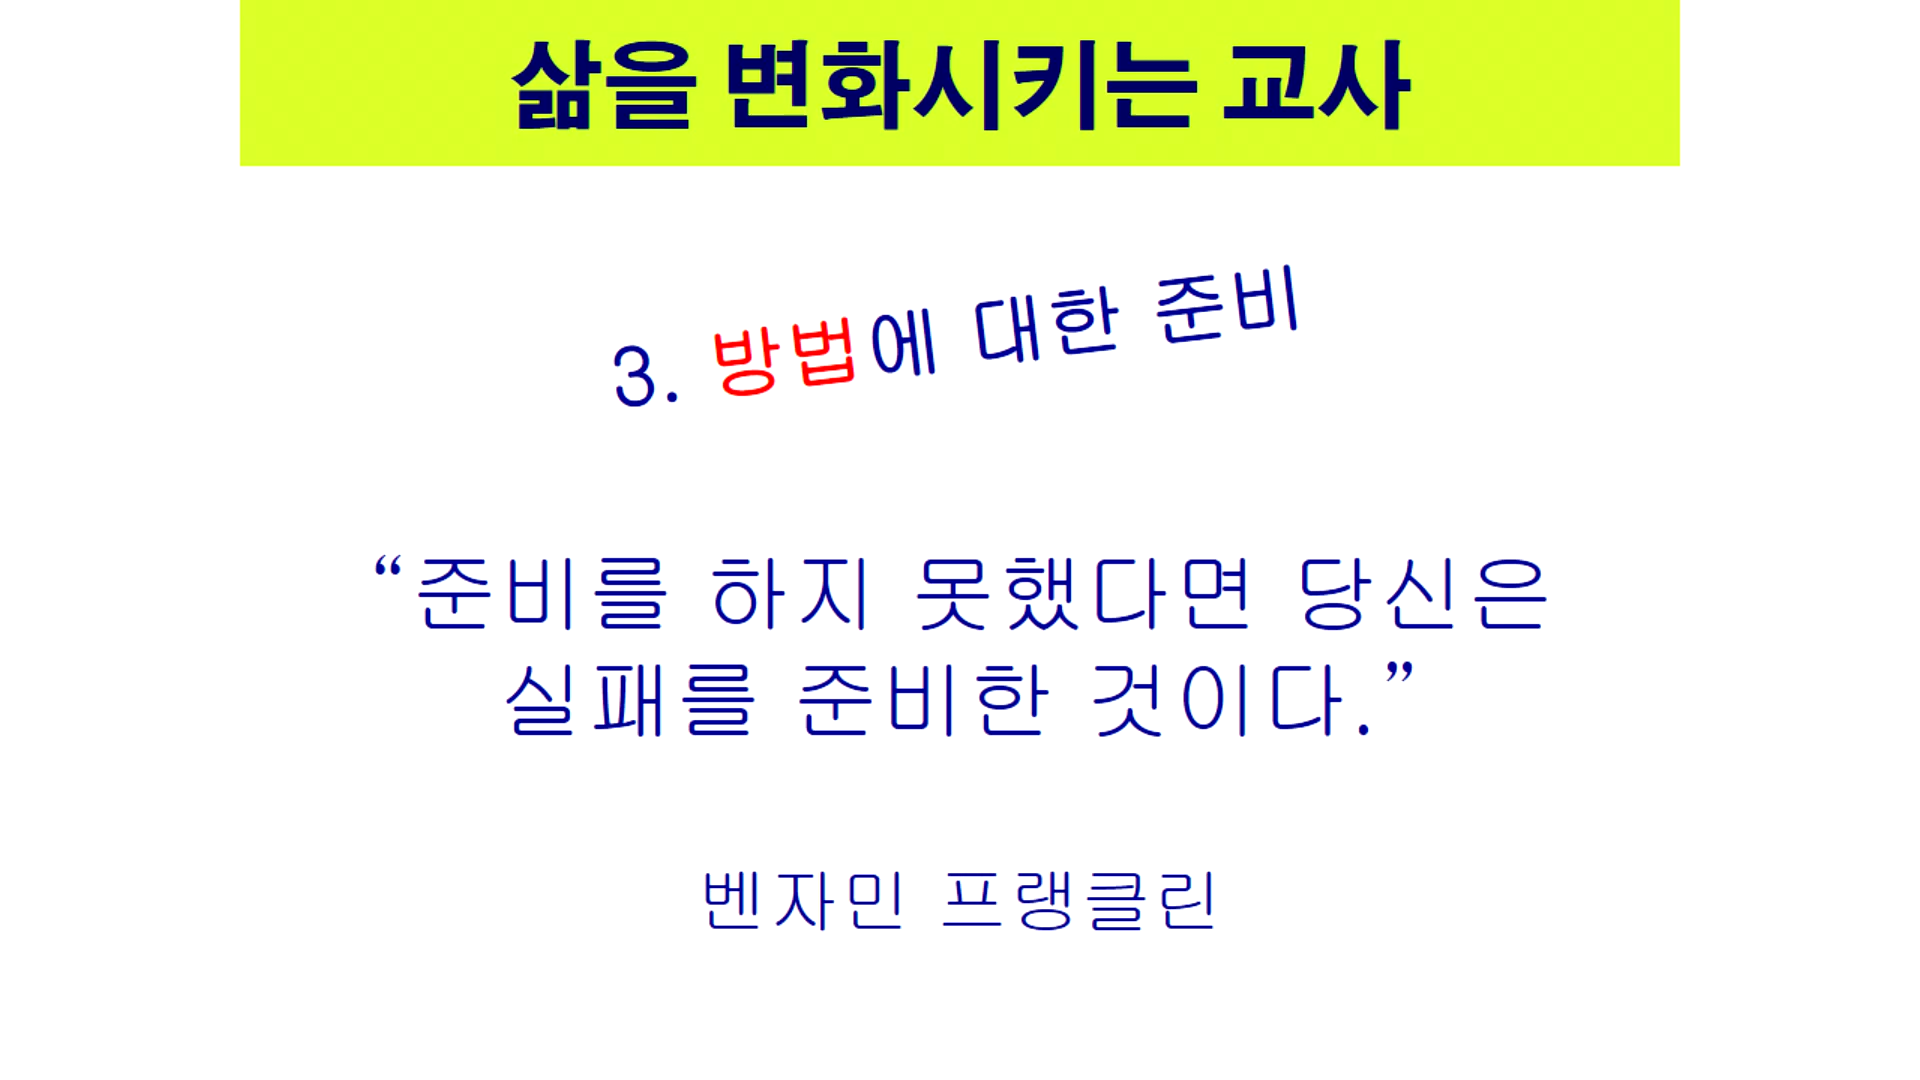 삶을 변화시키는 교사
3. 방법에 대한 준비
“준비를 하지 못했다면 당신은
실패를 준비한 것이다.”
벤자민 프랭클린